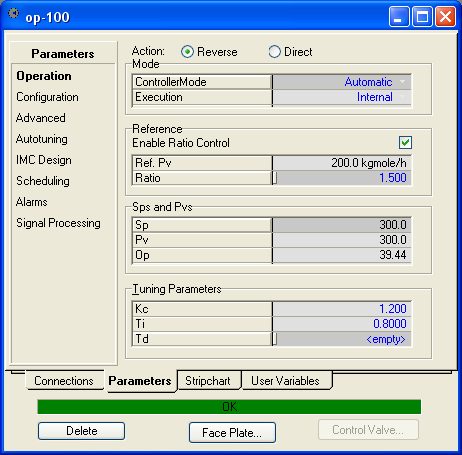 op-100
Parameters
Operation
Configuration
Advanced
Autotuning
IMC Design
Scheduling
Alarms
Signal Processing
Action: Reverse Direct
Mode
ControllerMode Automatic
Execution Internal
Reference
Enable Ratio Control
Ref. Pv 200.0 kgmole/h
Ratio 1.500
Sps and Pvs
Sp 300.0
Pv 300.0
Op 39.44
Tuning Parameters
Kc 1.200
Ti 0.8000
Td <empty>
Connections Parameters Stripchart User Variables
OK
Delete Face Plate... Control Valve...